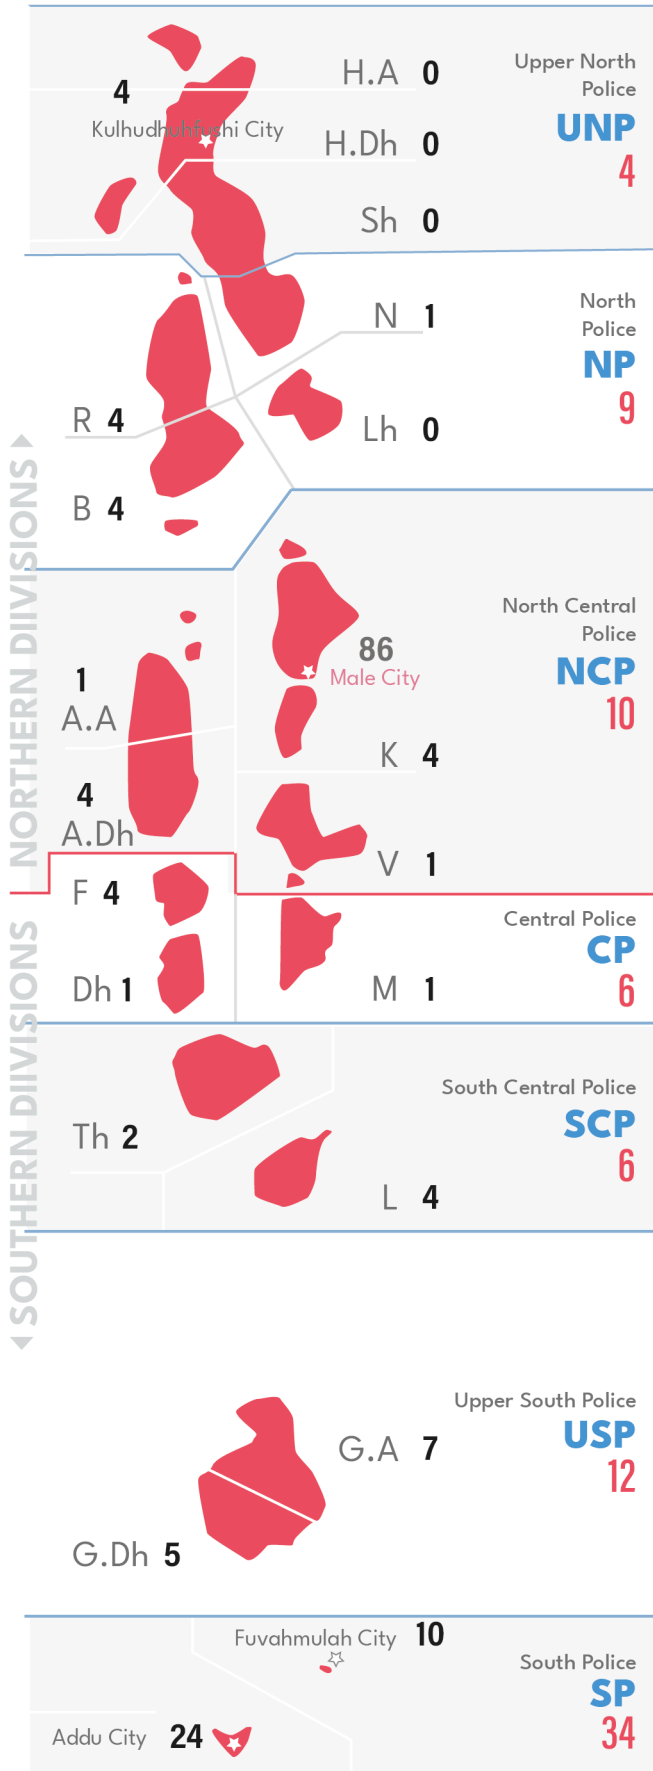 H.A 0
Upper North
Police
UNP
4
4
Kulhudhuhfushi City
H.Dh 0
Sh 0
N 1
North
Police
NP
9
R 4
Lh 0
B 4
NORTHERN DIIVISIONS
86
Male City
North Central
Police
NCP
10
1
A.A
K 4
4
A.Dh
V 1
F 4
Central Police
CP
6
Dh 1
M 1
SOUTHERN DIIVISIONS
South Central Police
SCP
6
Th 2
L 4
Upper South Police
USP
12
G.A 7
G.Dh 5
Fuvahmulah City 10
South Police
SP
34
Addu City 24